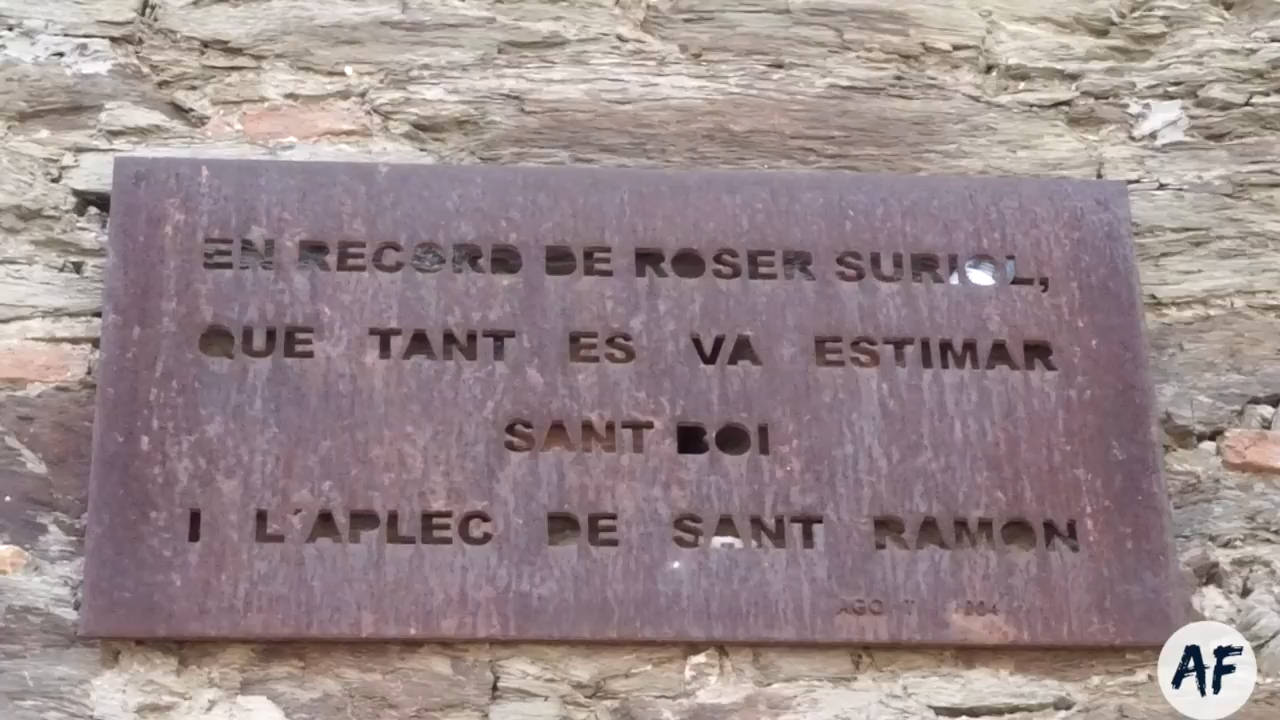 EN RECORD DE ROSER SURIOL,
QUE TANT ES VA ESTIMAR
SANT BOI
I L'APLEC DE SANT RAMON
AF